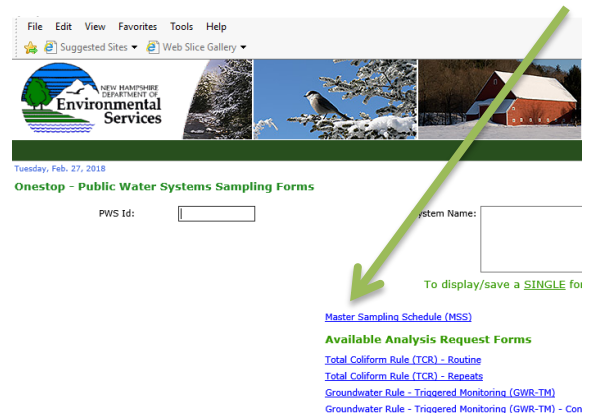 File Edit View Favorites Tools Help
Suggested Sites Web Slice Gallery
NEW HAMPSHIRE
DEPARTMENT OF
Environmental
Services
Tuesday, Feb. 27, 2018
Onestop - Public Water Systems Sampling Forms
PWS Id: ystem Name:
To display/save a SINGLE for
Master Sampling Schedule (MSS)
Available Analysis Request Forms
Total Coliform Rule (TCR) - Routine
Total Coliform Rule (TCR) - Repeats
Groundwater Rule - Triggered Monitoring (GWR-TM)
Groundwater Rule - Triggered Monitoring (GWR-TM) - Con